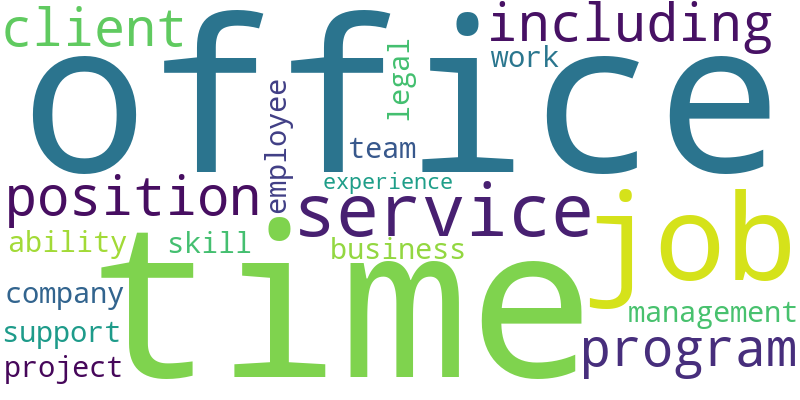 client
office
including
work
legal
employee
team
experience
position
service
job
ability
skill
business
time
company
management
support
program
project